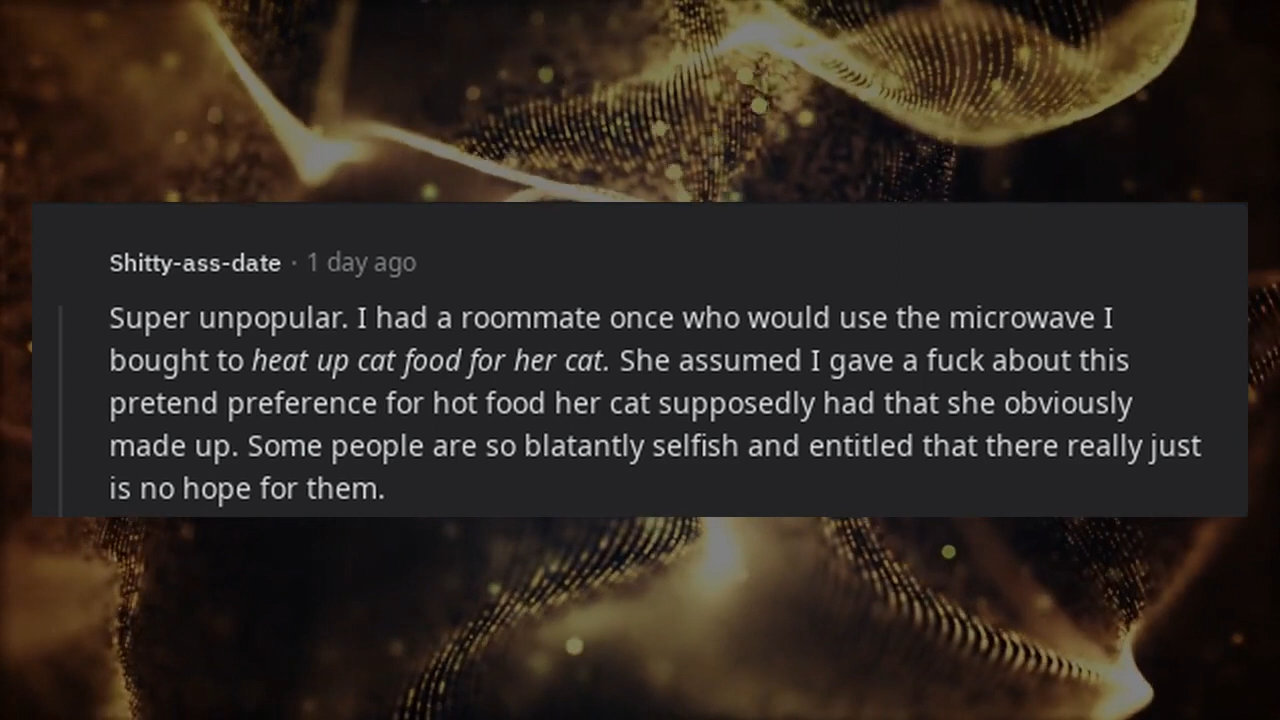 Shitty-ass-date · 1 day ago
Super unpopular. I had a roommate once who would use the microwave I
bought to heat up cat food for her cat. She assumed I gave a fuck about this
pretend preference for hot food her cat supposedly had that she obviously
made up. Some people are so blatantly selfish and entitled that there really just
is no hope for them.